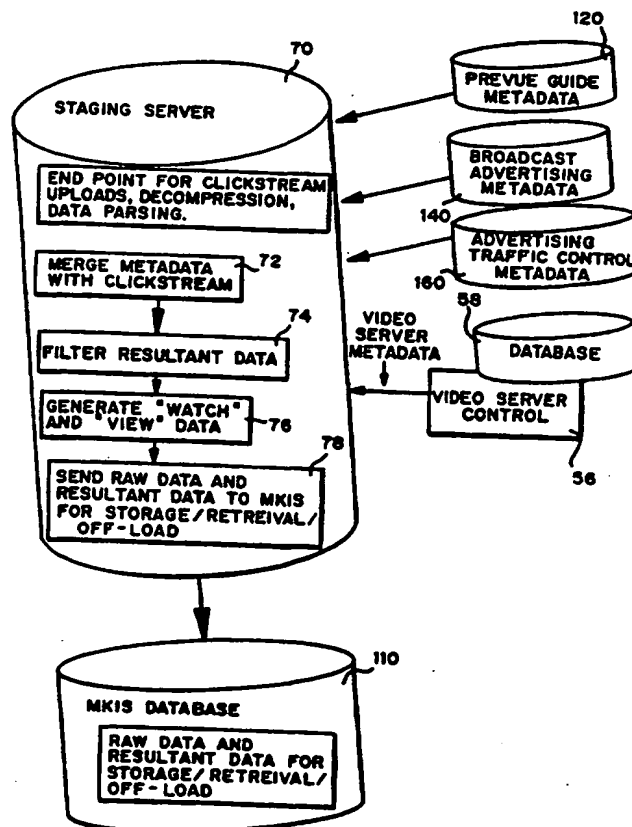 70
STAGING SERVER
END POINT FOR CLICKSTREAM
UPLOADS, DECOMPRESSION,
DATA PARSING.
72
MERGE METADATA
WITH CLICKSTREAM
74
FILTER RESULTANT DATA
GENERATE "WATCH"
AND "VIEW" DATA
76
78
SEND RAW DATA AND
RESULTANT DATA TO MKIS
FOR STORAGE/RETREIVAL/
OFF-LOAD
120
PREVUE GUIDE
METADATA
BROADCAST
ADVERTISING
METADATA
140
ADVERTISING
TRAFFIC CONTROL
METADATA
160
58
VIDEO
SERVER
METADATA
DATABASE
VIDEO SERVER
CONTROL
56
110
MKIS DATABASE
RAW DATA AND
RESULTANT DATA FOR
STORAGE/RETREIVAL/
OFF-LOAD